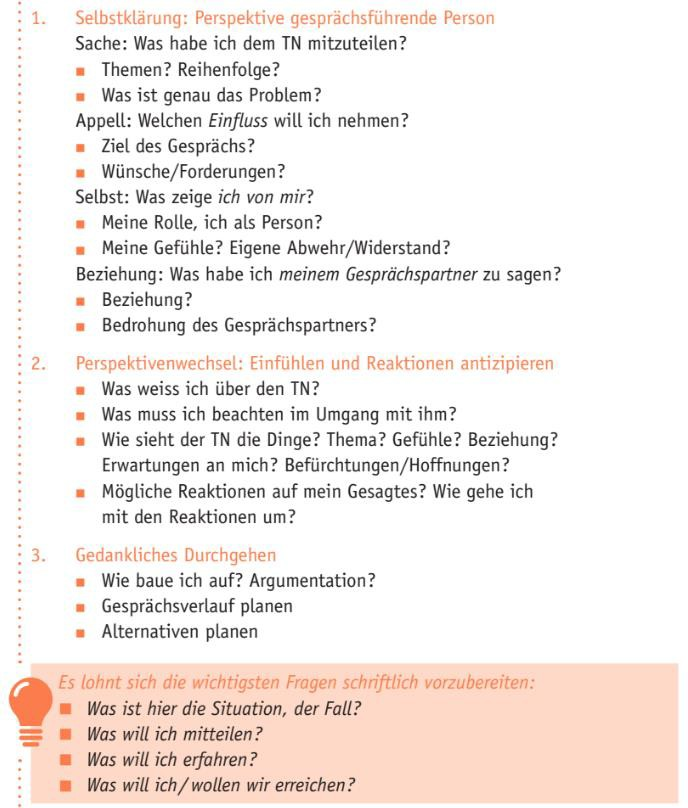 1. Selbstklärung: Perspektive gesprächsführende Person
Sache: Was habe ich dem TN mitzuteilen?
■ Themen? Reihenfolge?
■ Was ist genau das Problem?
Appell: Welchen Einfluss will ich nehmen?
■ Ziel des Gesprächs?
■ Wünsche/Forderungen?
Selbst: Was zeige ich von mir?
■ Meine Rolle, ich als Person?
■ Meine Gefühle? Eigene Abwehr/Widerstand?
Beziehung: Was habe ich meinem Gesprächspartner zu sagen?
■ Beziehung?
■ Bedrohung des Gesprächspartners?
2. Perspektivenwechsel: Einfühlen und Reaktionen antizipieren
■ Was weiss ich über den TN?
■ Was muss ich beachten im Umgang mit ihm?
■ Wie sieht der TN die Dinge? Thema? Gefühle? Beziehung?
Erwartungen an mich? Befürchtungen/Hoffnungen?
■ Mögliche Reaktionen auf mein Gesagtes? Wie gehe ich
mit den Reaktionen um?
3. Gedankliches Durchgehen
■ Wie baue ich auf? Argumentation?
■ Gesprächsverlauf planen
■ Alternativen planen
Es lohnt sich die wichtigsten Fragen schriftlich vorzubereiten:
■ Was ist hier die Situation, der Fall?
■ Was will ich mitteilen?
■ Was will ich erfahren?
■ Was will ich/wollen wir erreichen?